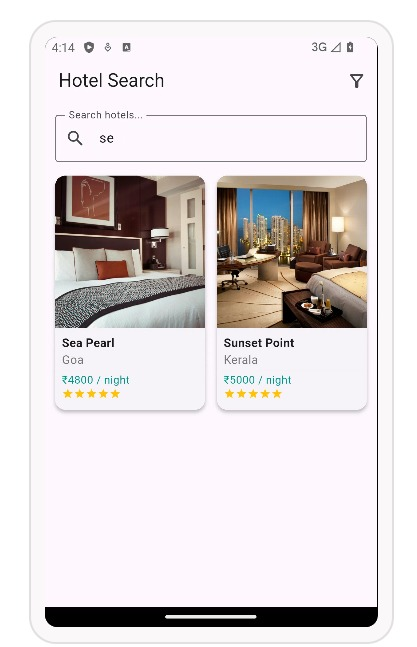 4:14
3G
Hotel Search
Search hotels...
se
Sea Pearl
Goa
₹4800 / night
Sunset Point
Kerala
₹5000 / night